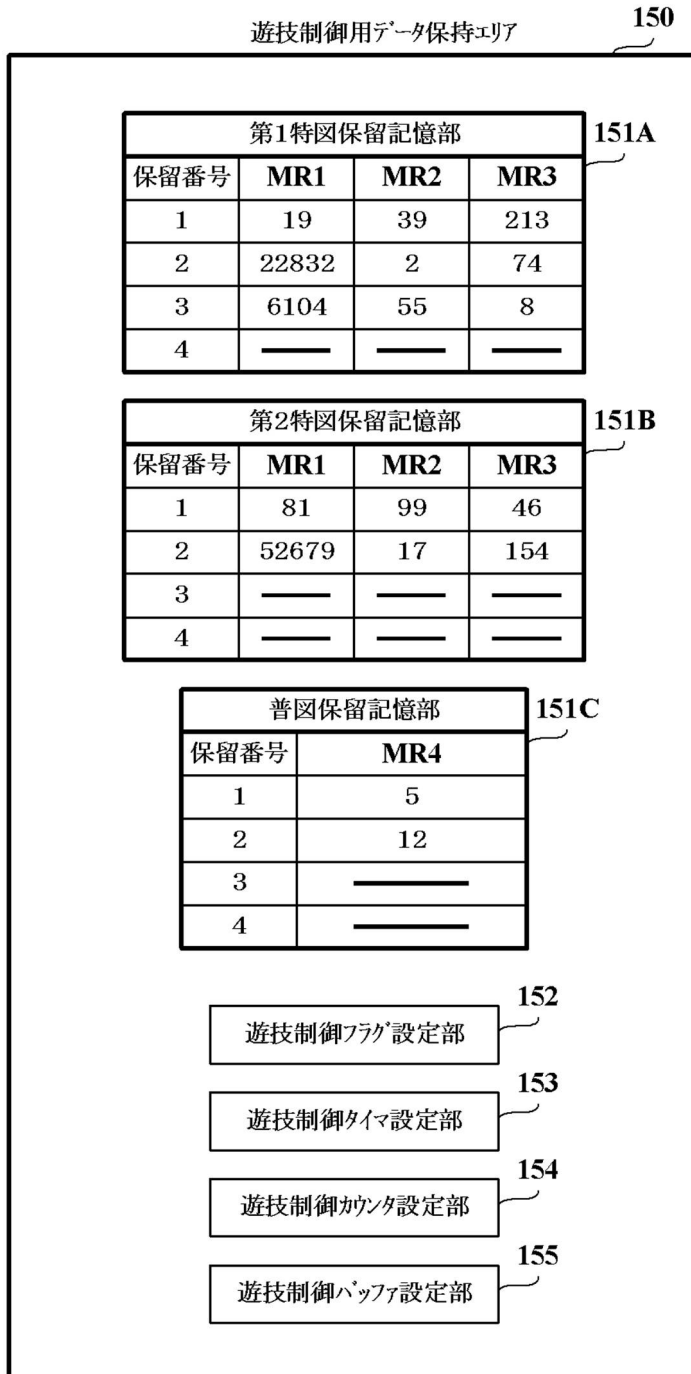 遊技制御用データ保持エリア 150
第1特図保留記憶部 151A
保留番号 MR1 MR2 MR3
1 19 39 213
2 22832 2 74
3 6104 55 8
4 — — —
第2特図保留記憶部 151B
保留番号 MR1 MR2 MR3
1 81 99 46
2 52679 17 154
3 — — —
4 — — —
普図保留記憶部 151C
保留番号 MR4
1 5
2 12
3 —
4 —
152
遊技制御フラグ設定部
153
遊技制御タイマ設定部
154
遊技制御カウンタ設定部
155
遊技制御バッファ設定部